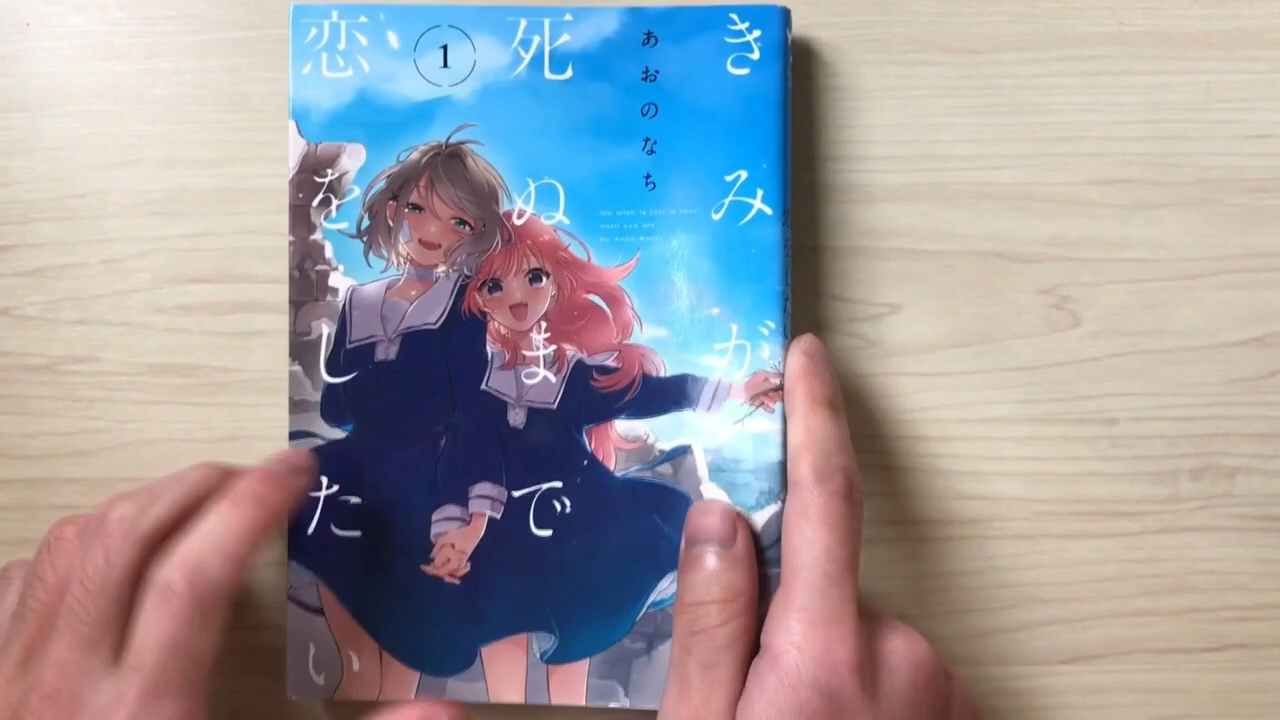 きみが
死ぬまで
恋をしたい
1
あおのなち